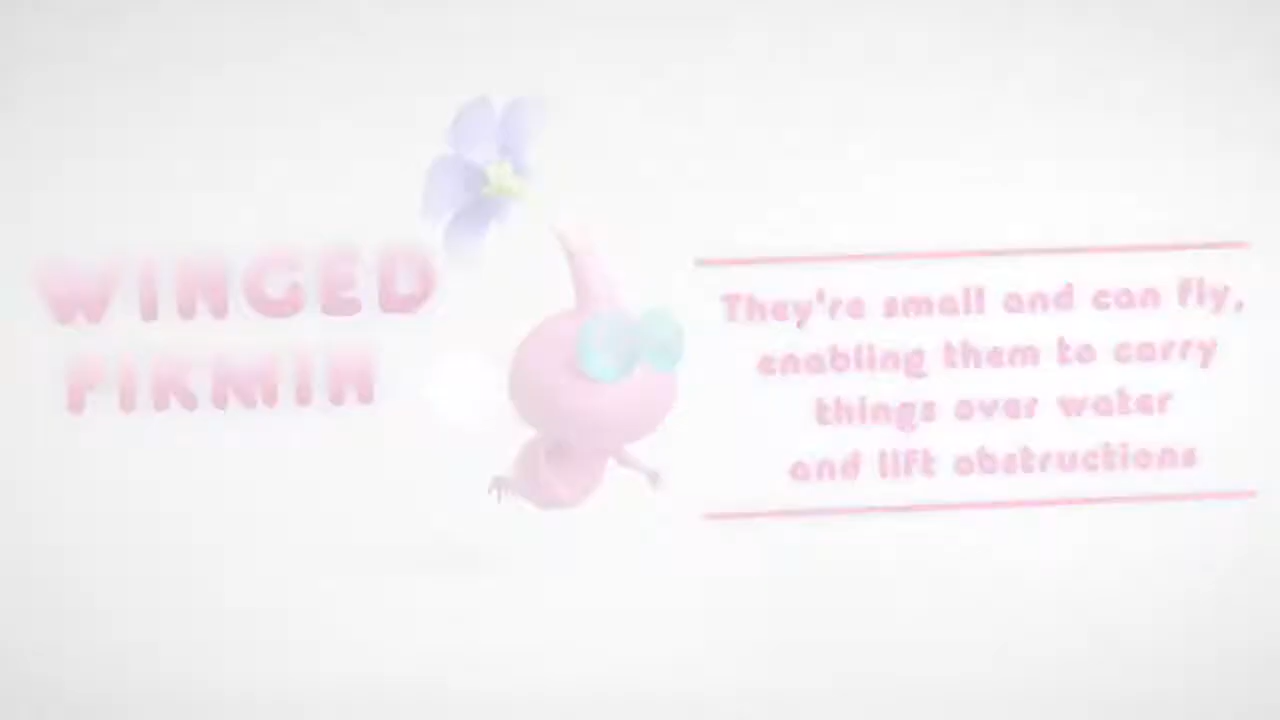 WINGED
PIKMIN
They're small and can fly,
enabling them to carry
things over water
and lift obstructions